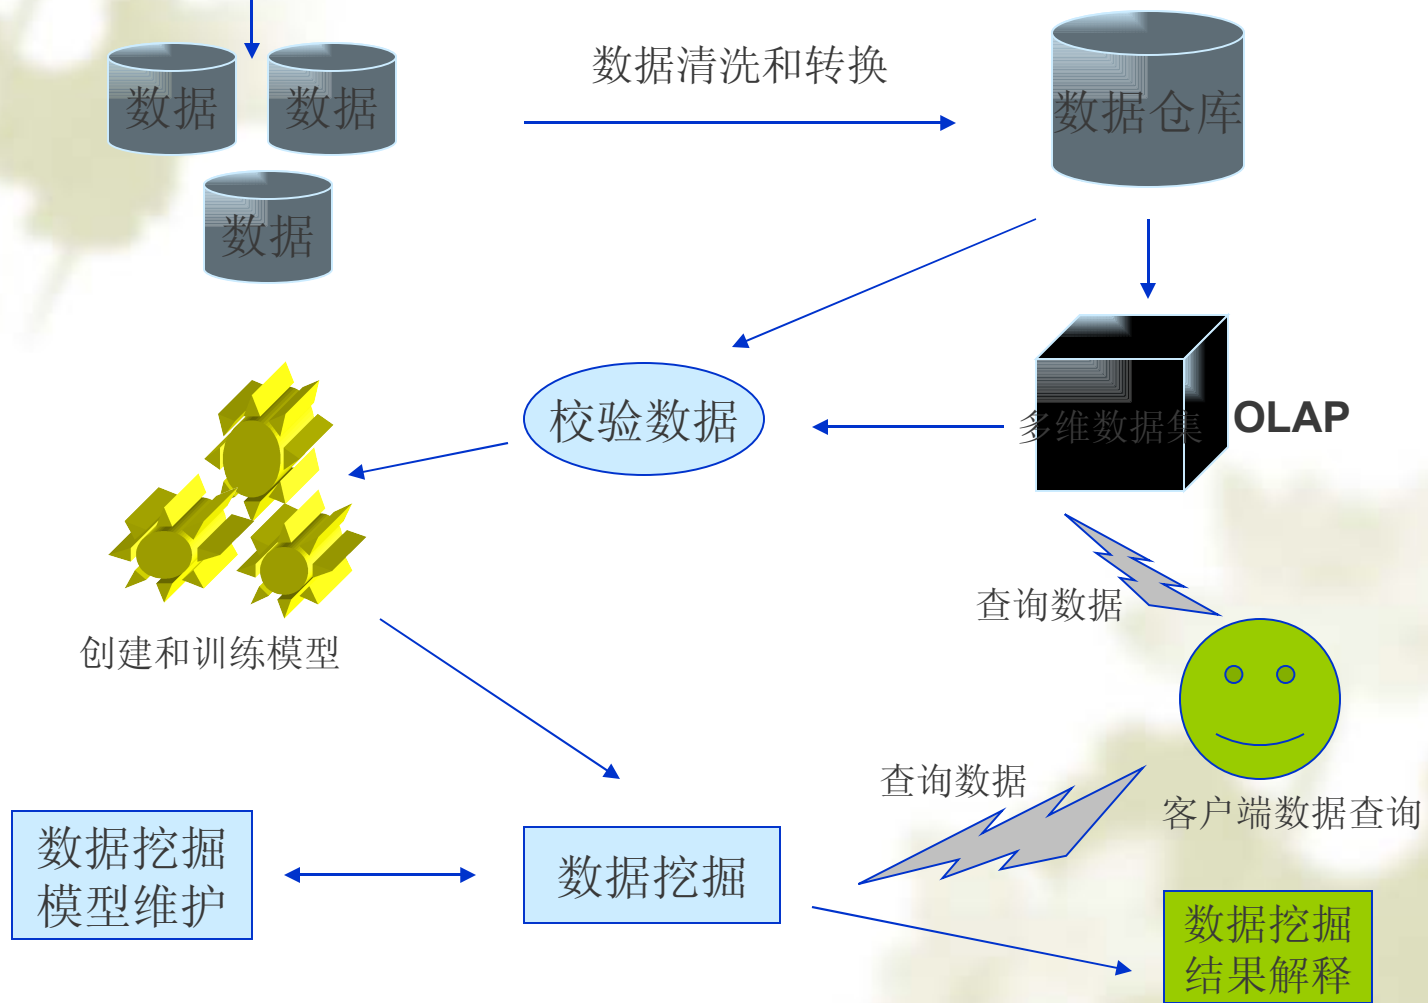 数据
数据
数据
数据清洗和转换
数据仓库
校验数据
多维数据集
OLAP
创建和训练模型
查询数据
查询数据
客户端数据查询
数据挖掘
模型维护
数据挖掘
数据挖掘
结果解释